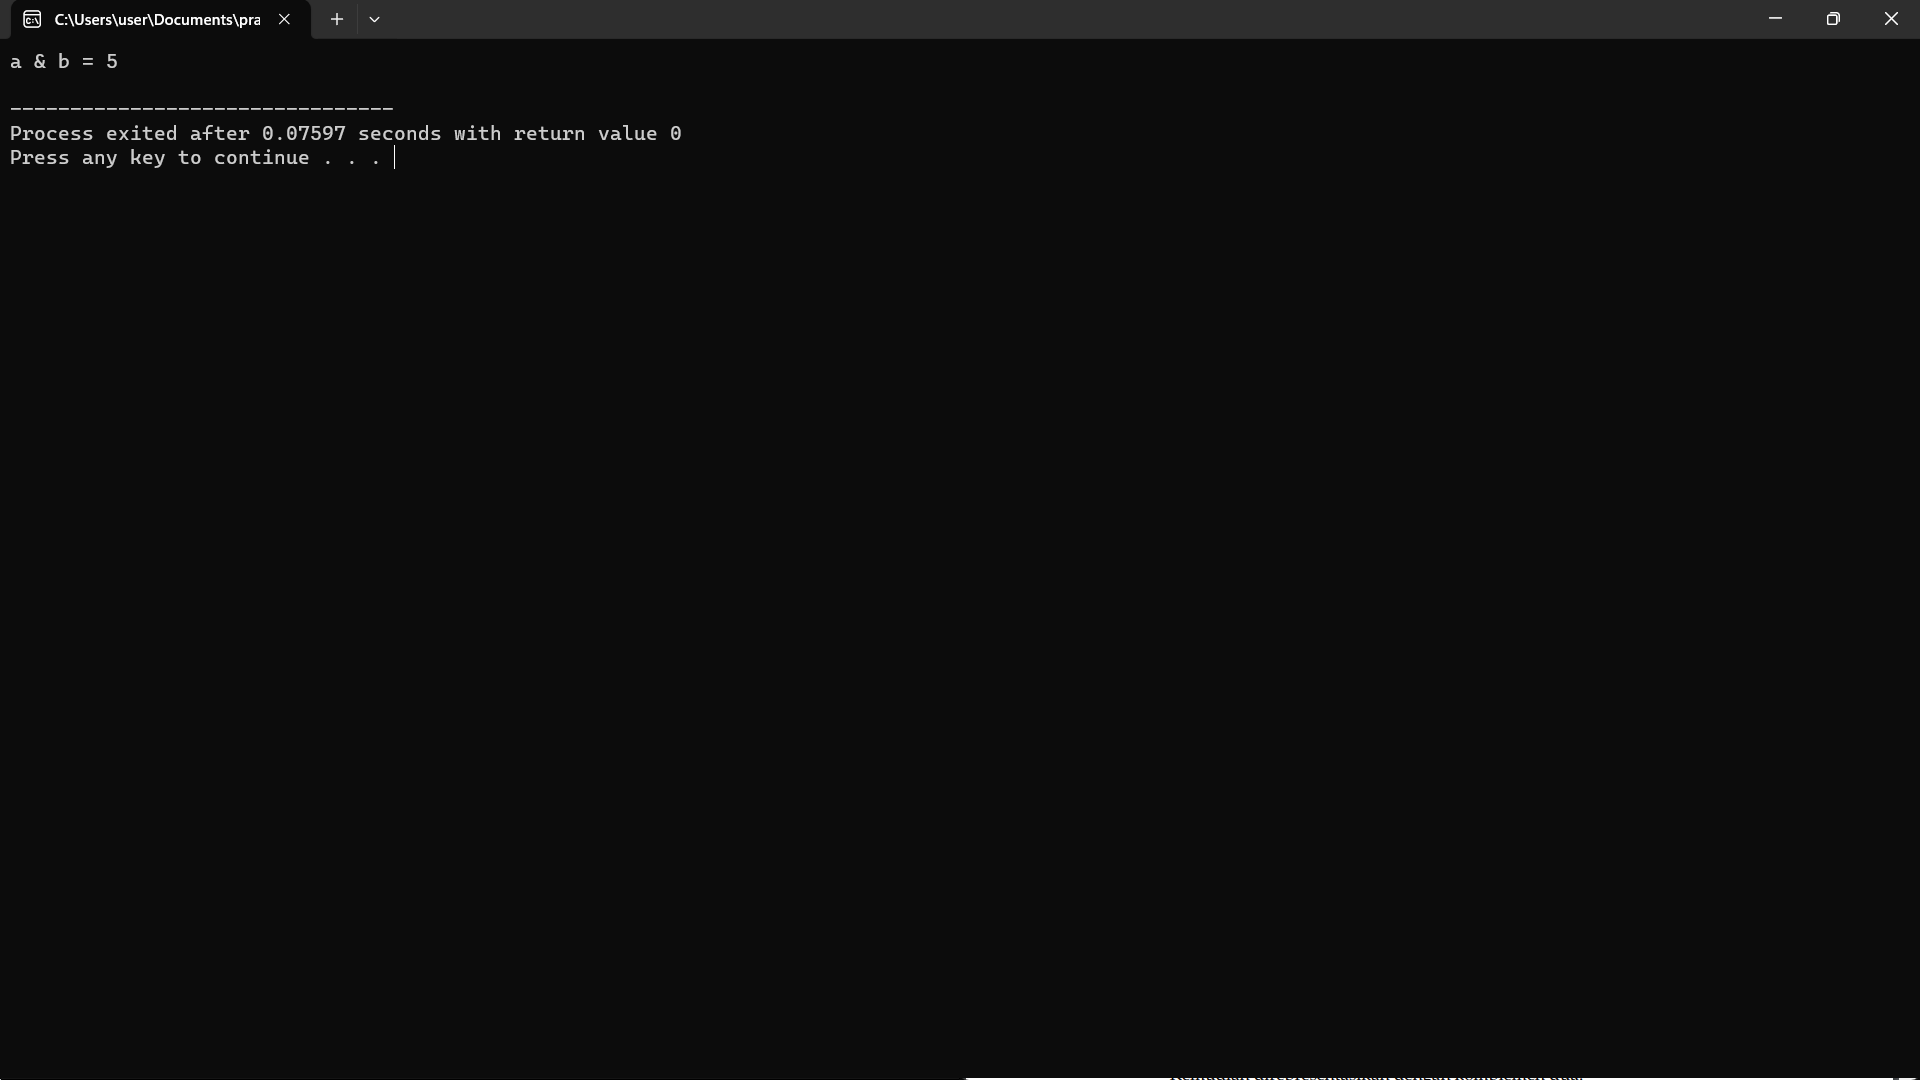 C:\Users\user\Documents\pra
a & b = 5
--------------------------------
Process exited after 0.07597 seconds with return value 0
Press any key to continue . . .